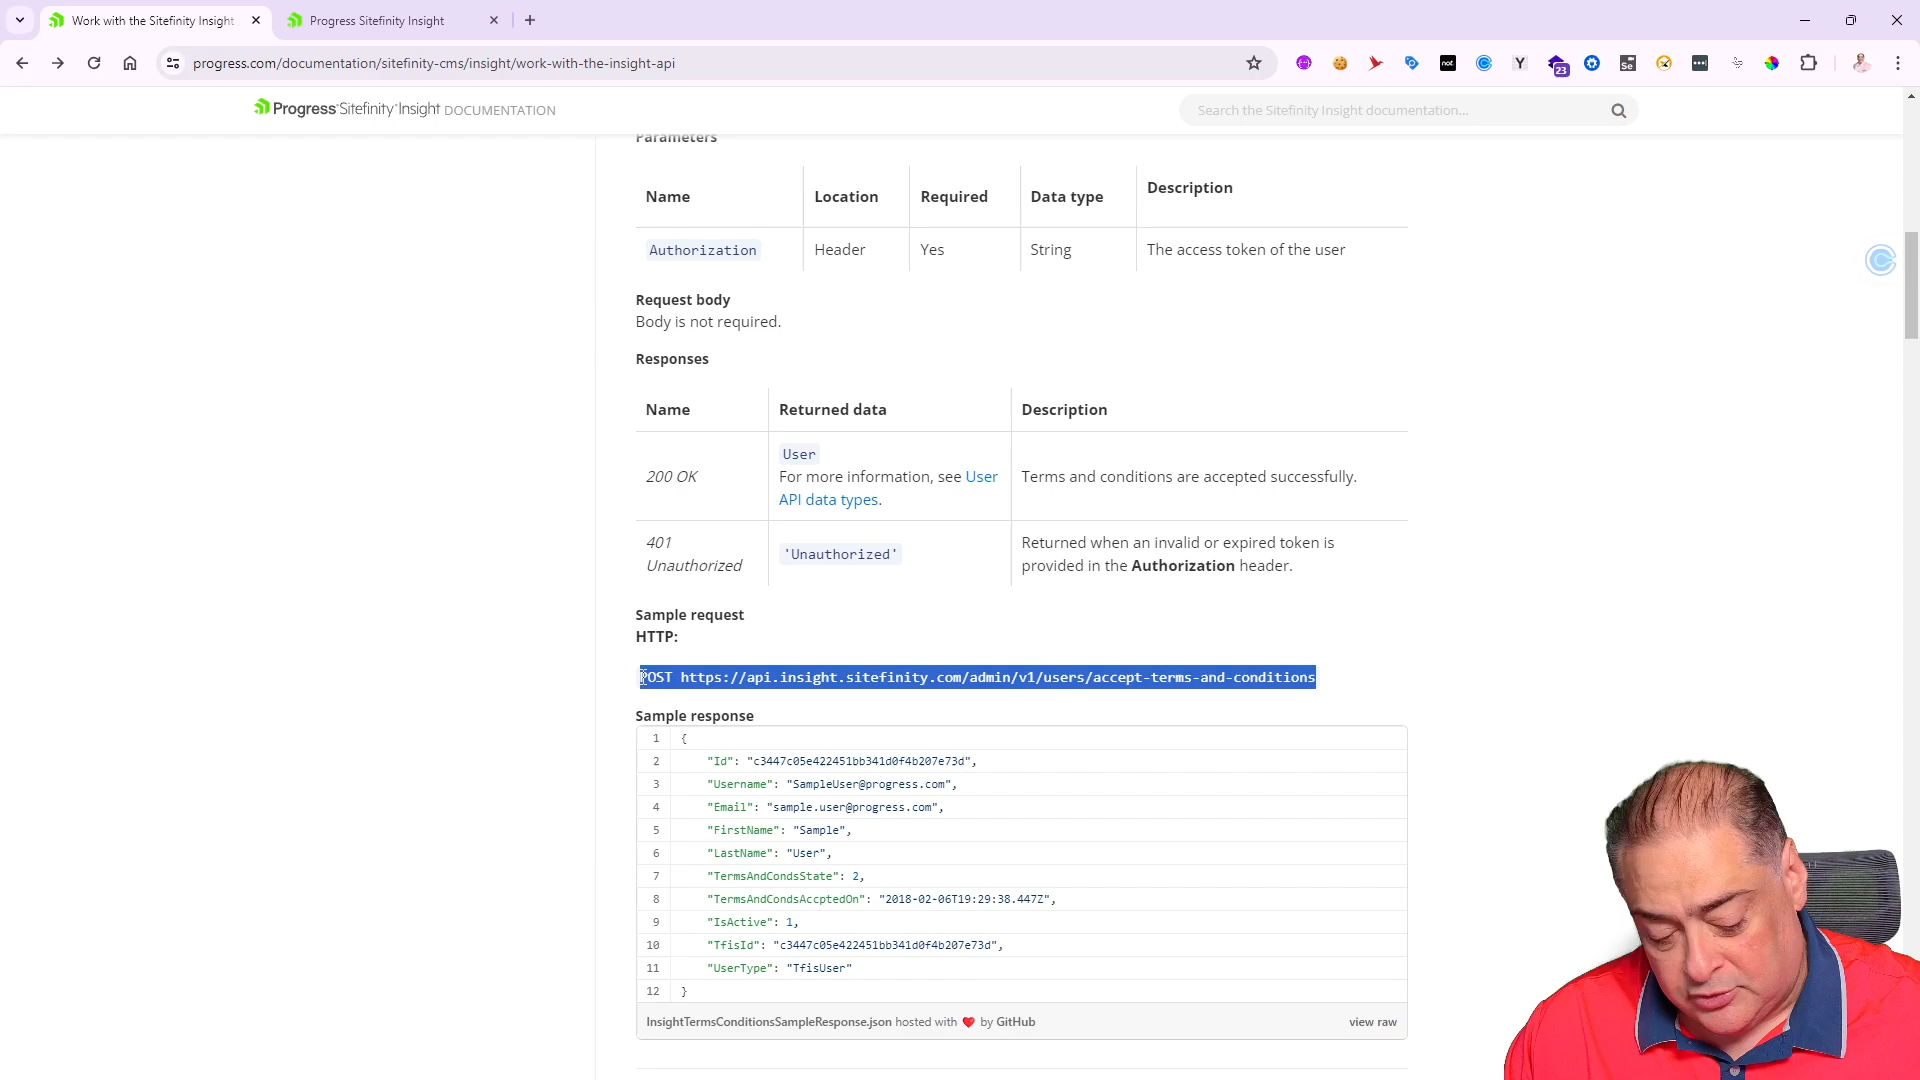 Work with the Sitefinity Insight
Progress Sitefinity Insight
progress.com/documentation/sitefinity-cms/insight/work-with-the-insight-api
not
Y
23
Se
Progress Sitefinity Insight DOCUMENTATION
Search the Sitefinity Insight documentation...
Parameters
Name Location Required Data type Description
Authorization Header Yes String The access token of the user
Request body
Body is not required.
Responses
Name Returned data Description
200 OK
User
For more information, see User
API data types.
Terms and conditions are accepted successfully.
401
Unauthorized
'Unauthorized'
Returned when an invalid or expired token is
provided in the Authorization header.
Sample request
HTTP:
POST https://api.insight.sitefinity.com/admin/v1/users/accept-terms-and-conditions
Sample response
1 {
2 "Id": "c3447c05e422451bb341d0f4b207e73d",
3 "Username": "SampleUser@progress.com",
4 "Email": "sample.user@progress.com",
5 "FirstName": "Sample",
6 "LastName": "User",
7 "TermsAndCondsState": 2,
8 "TermsAndCondsAccptedOn": "2018-02-06T19:29:38.447Z",
9 "IsActive": 1,
10 "TfisId": "c3447c05e422451bb341d0f4b207e73d",
11 "UserType": "TfisUser"
12 }
InsightTermsConditionsSampleResponse.json hosted with ❤ by GitHub view raw